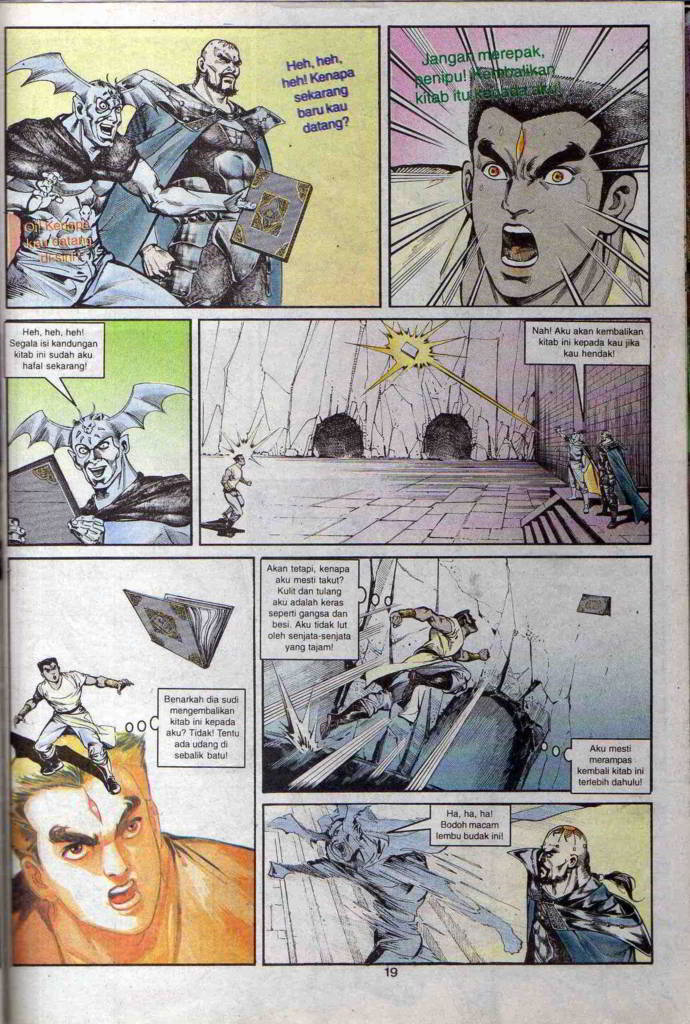 Heh, heh,
heh! Kenapa
sekarang
baru kau
datang?
Oi! Kenapa
kau datang
di sini?
Jangan merepak,
penipu! Kembalikan
kitab itu kepada aku!
Heh, heh, heh!
Segala isi kandungan
kitab ini sudah aku
hafal sekarang!
Nah! Aku akan kembalikan
kitab ini kepada kau jika
kau hendak!
Benarkah dia sudi
mengembalikan
kitab ini kepada
aku? Tidak! Tentu
ada udang di
sebalik batu!
Akan tetapi, kenapa
aku mesti takut?
Kulit dan tulang
aku adalah keras
seperti gangsa dan
besi. Aku tidak lut
oleh senjata-senjata
yang tajam!
Aku mesti
merampas
kembali kitab ini
terlebih dahulu!
Ha, ha, ha!
Bodoh macam
lembu budak ini!
19